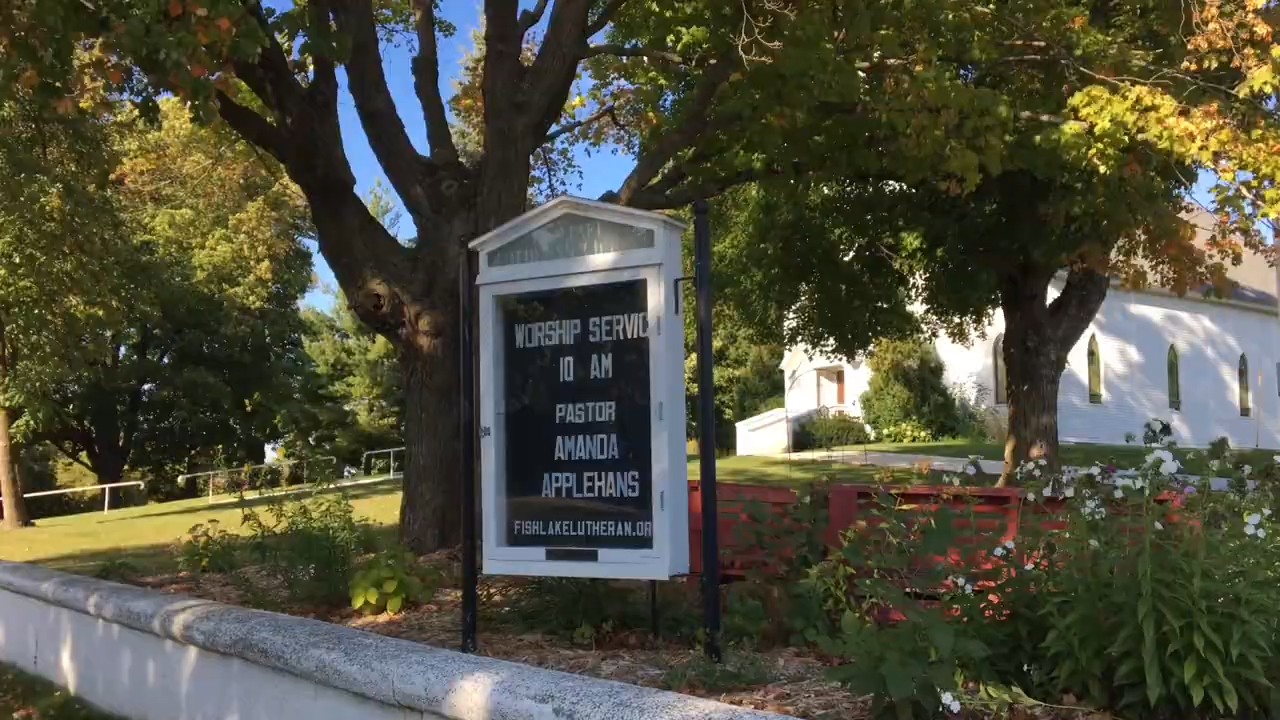 WORSHIP SERVIC
10 AM
PASTOR
AMANDA
APPLEHANS
FISHLAKELUTHERAN.OR